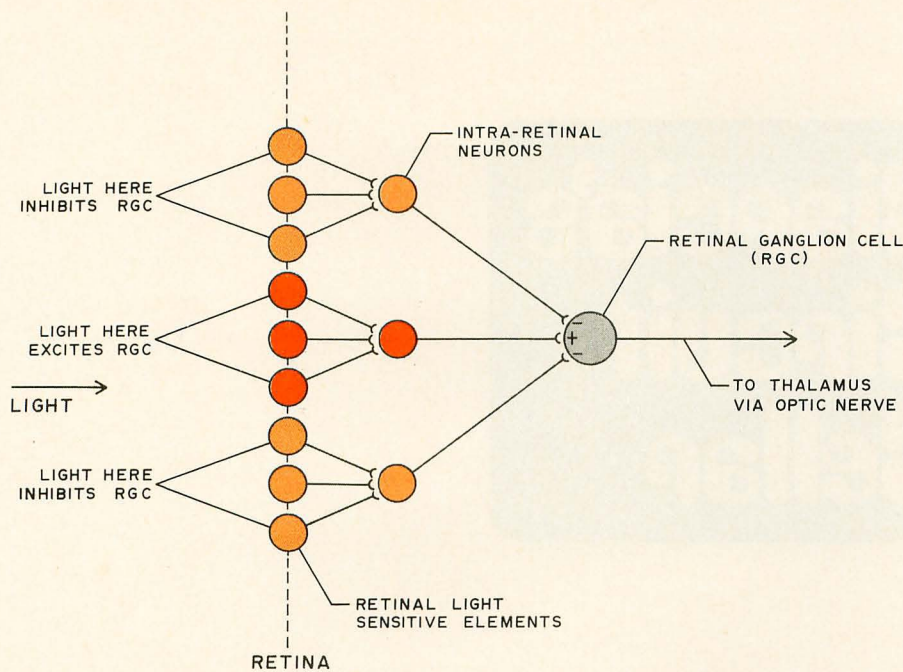 INTRA-RETINAL
NEURONS
LIGHT HERE
INHIBITS RGC
RETINAL GANGLION CELL
(RGC)
−
+
−
LIGHT HERE
EXCITES RGC
LIGHT
TO THALAMUS
VIA OPTIC NERVE
LIGHT HERE
INHIBITS RGC
RETINAL LIGHT
SENSITIVE ELEMENTS
RETINA